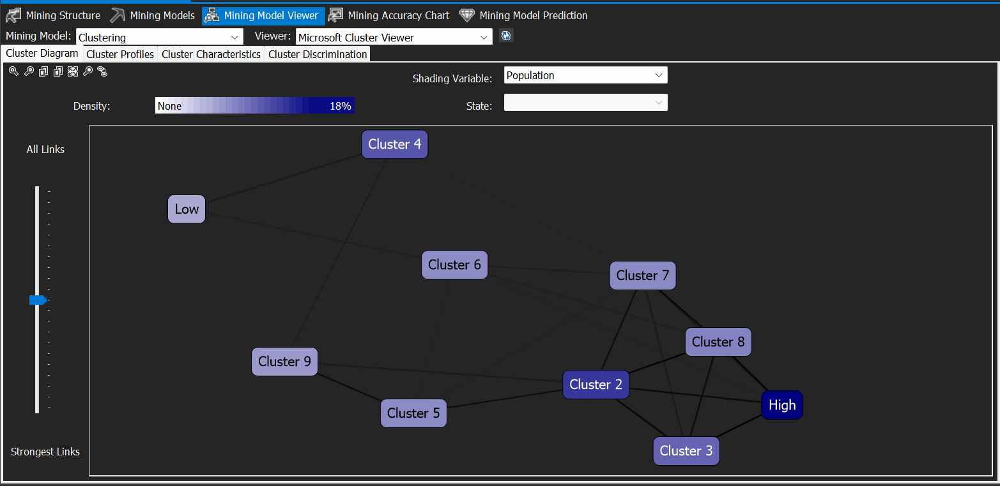 Mining Structure Mining Models Mining Model Viewer Mining Accuracy Chart Mining Model Prediction
Mining Model: Clustering Viewer: Microsoft Cluster Viewer
Cluster Diagram Cluster Profiles Cluster Characteristics Cluster Discrimination
Shading Variable: Population
Density: None 18% State:
All Links
Cluster 4
Low
Cluster 6
Cluster 7
Cluster 8
Cluster 9
Cluster 2
High
Cluster 5
Cluster 3
Strongest Links